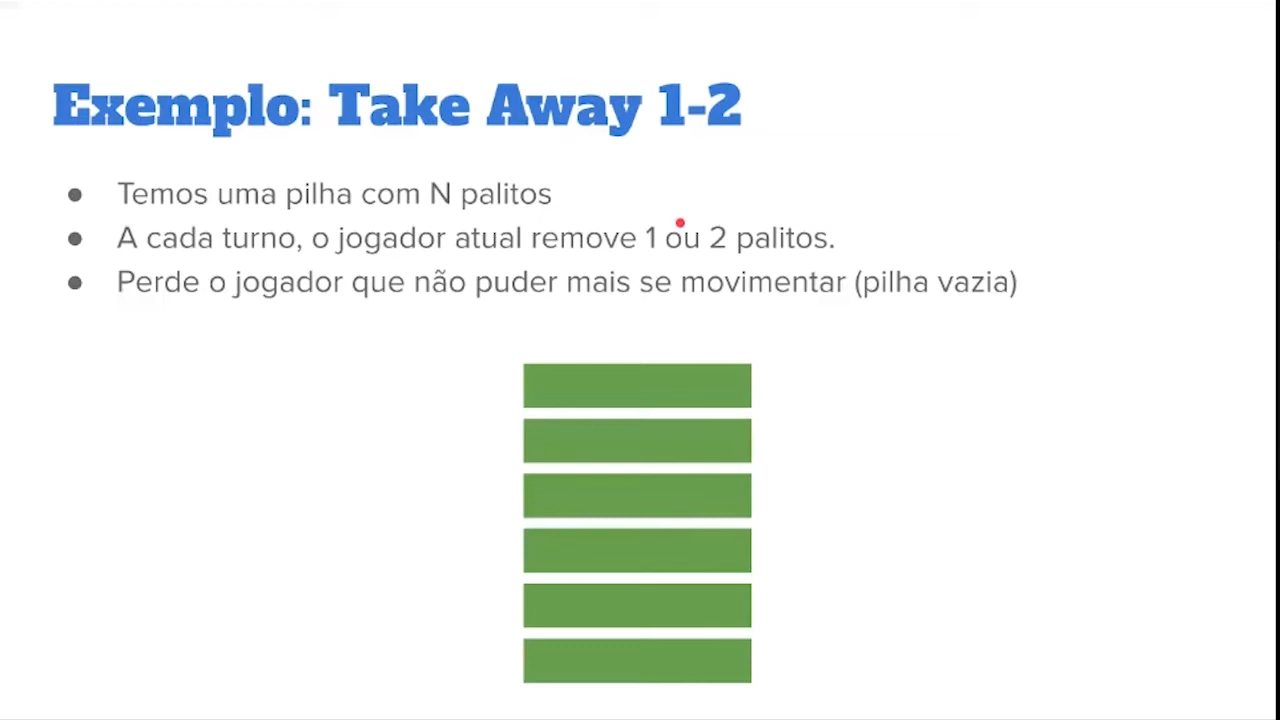 Exemplo: Take Away 1-2
● Temos uma pilha com N palitos
● A cada turno, o jogador atual remove 1 ou 2 palitos.
● Perde o jogador que não puder mais se movimentar (pilha vazia)